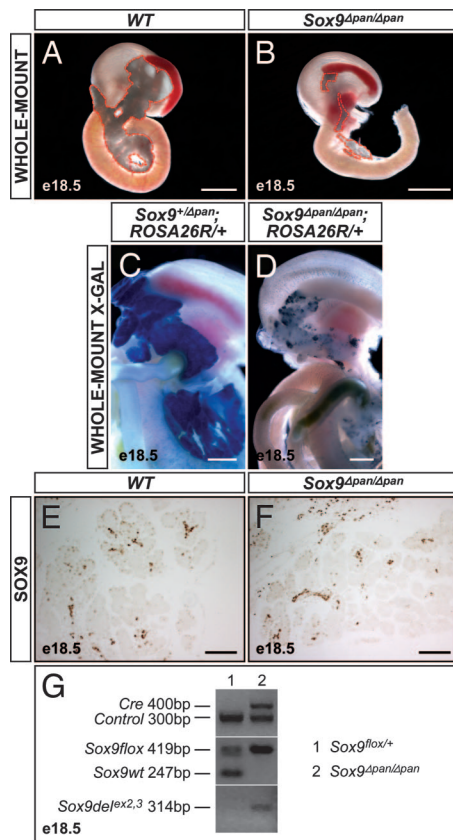 WT
Sox9Δpan/Δpan
WHOLE-MOUNT
A
B
e18.5
e18.5
Sox9+/Δpan;
ROSA26R/+
Sox9Δpan/Δpan;
ROSA26R/+
WHOLE-MOUNT X-GAL
C
D
e18.5
e18.5
WT
Sox9Δpan/Δpan
SOX9
E
F
e18.5
e18.5
G
1 2
Cre 400bp
Control 300bp
Sox9flox 419bp
Sox9wt 247bp
Sox9delex2,3 314bp
1 Sox9flox/+
2 Sox9Δpan/Δpan
e18.5